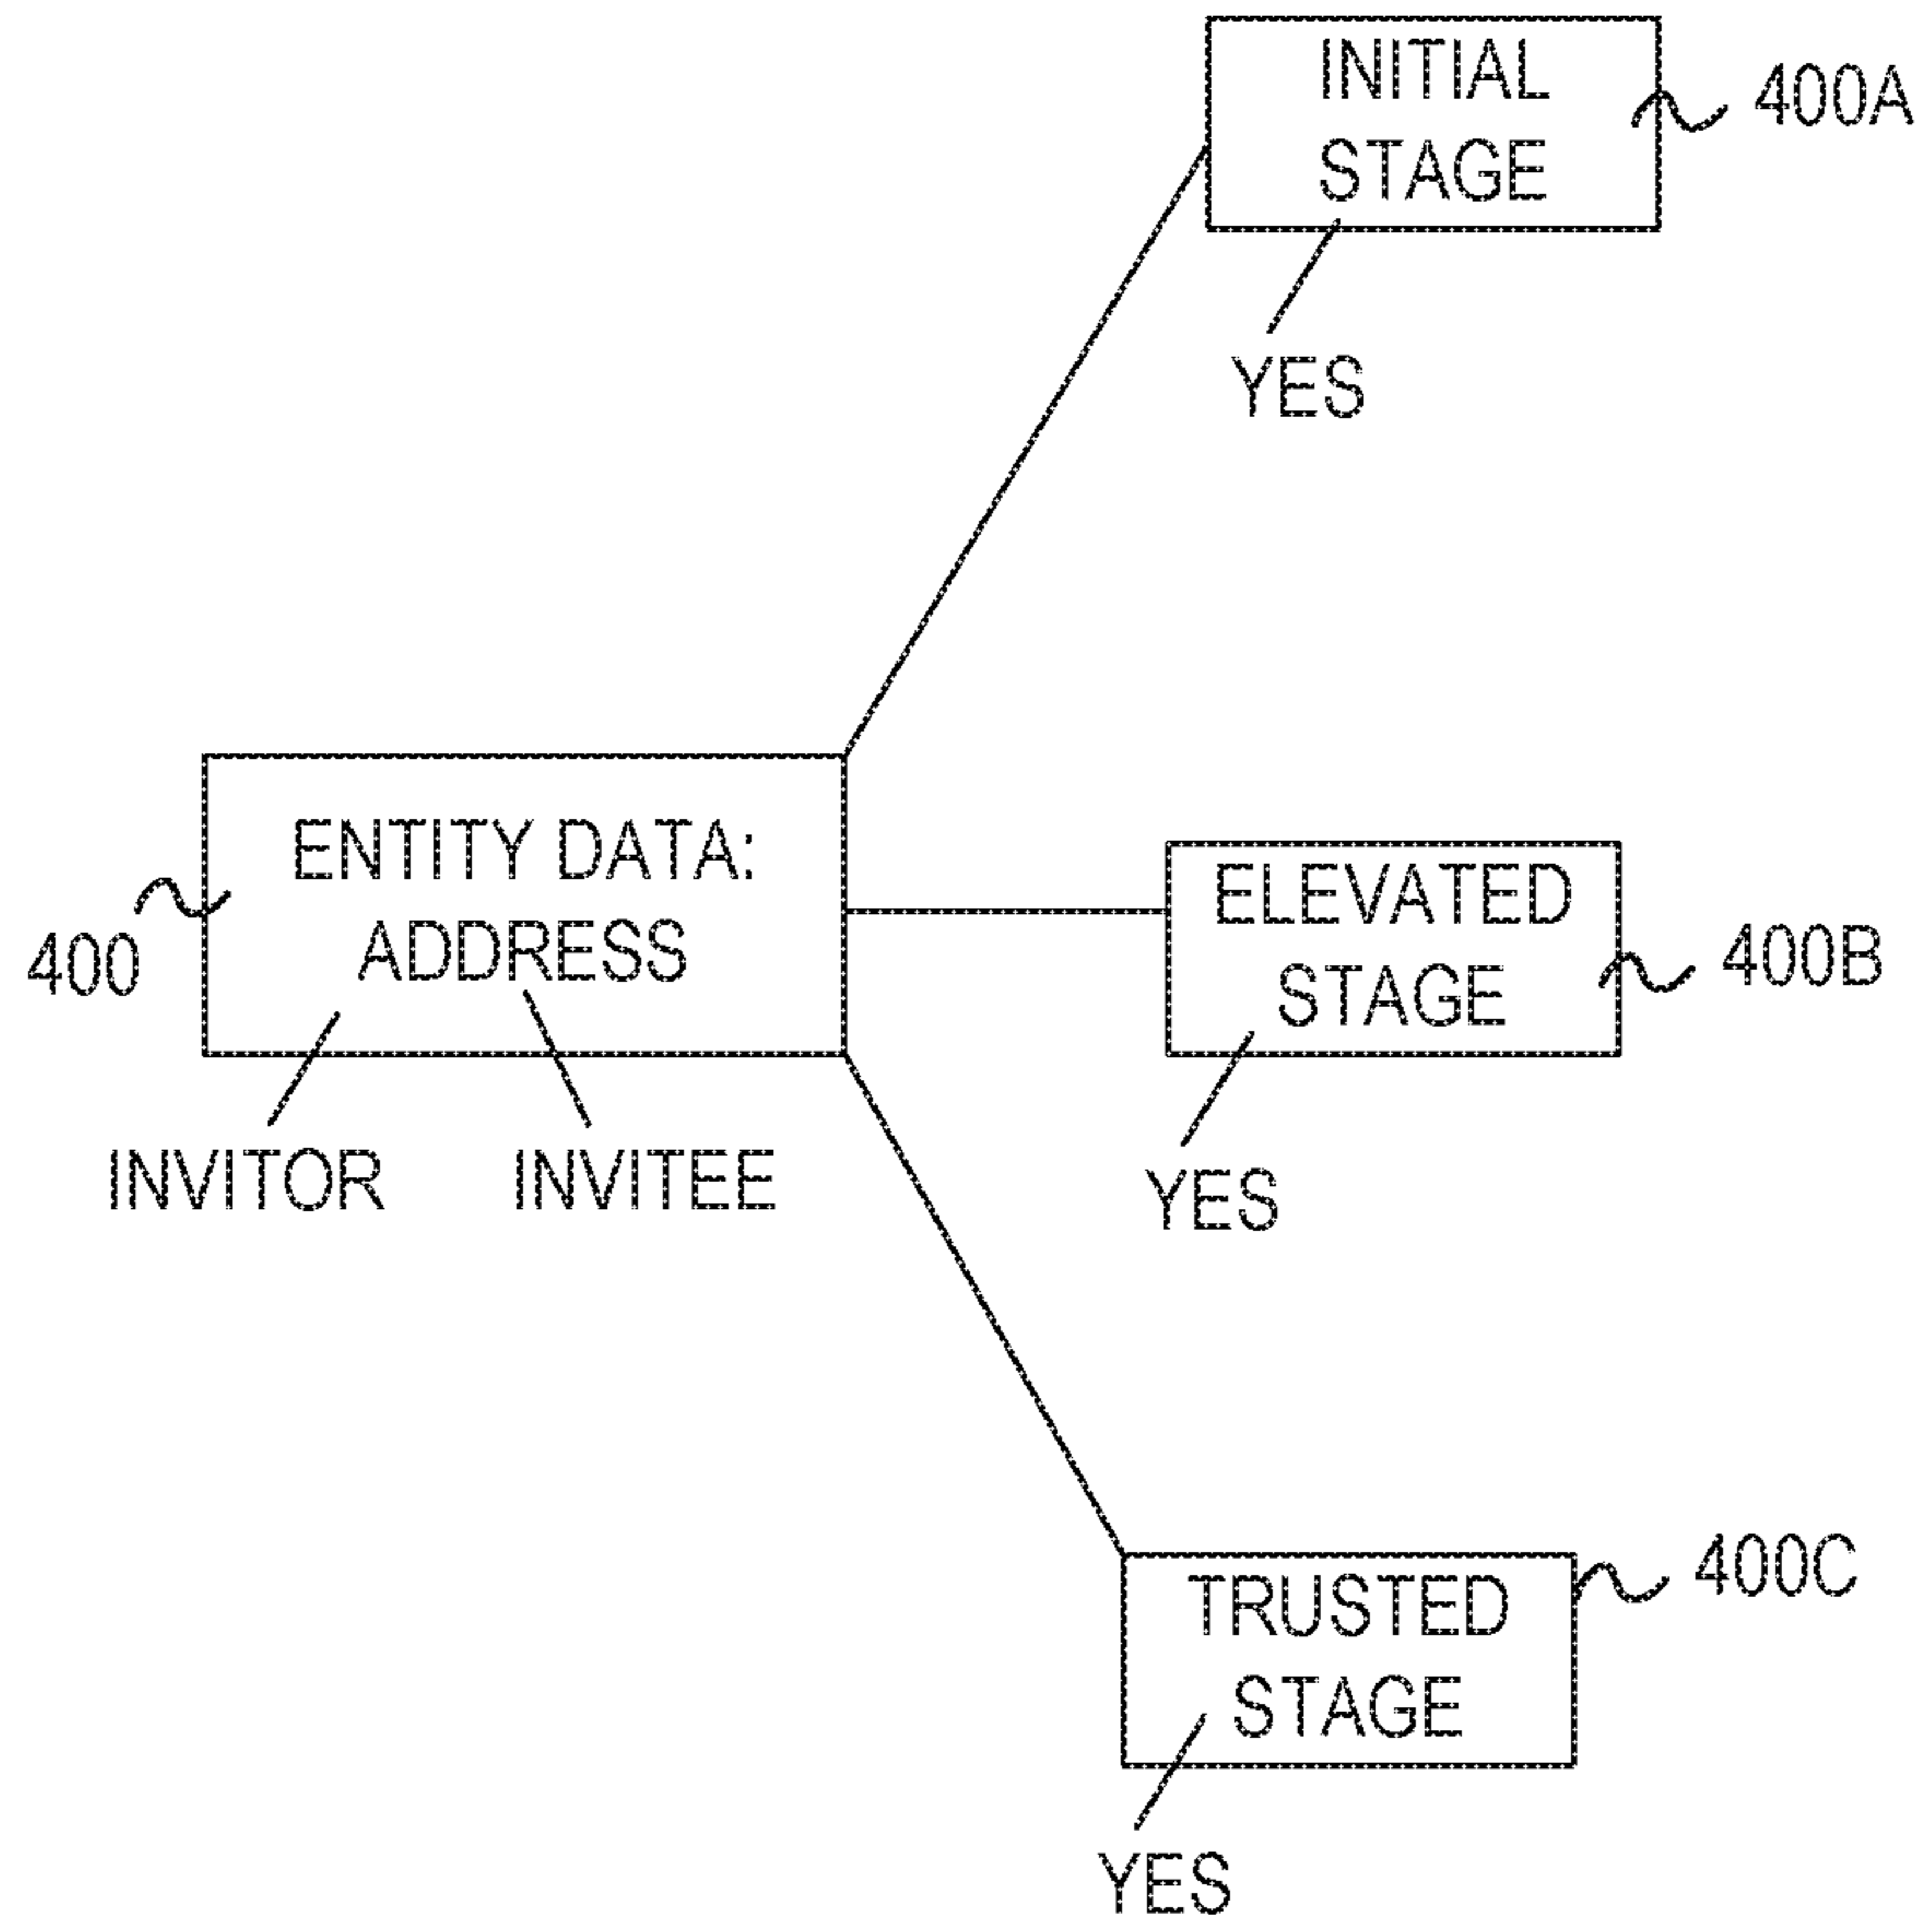 INITIAL
STAGE
400A
YES
ENTITY DATA:
ADDRESS
400
INVITOR
INVITEE
ELEVATED
STAGE
400B
YES
TRUSTED
STAGE
400C
YES